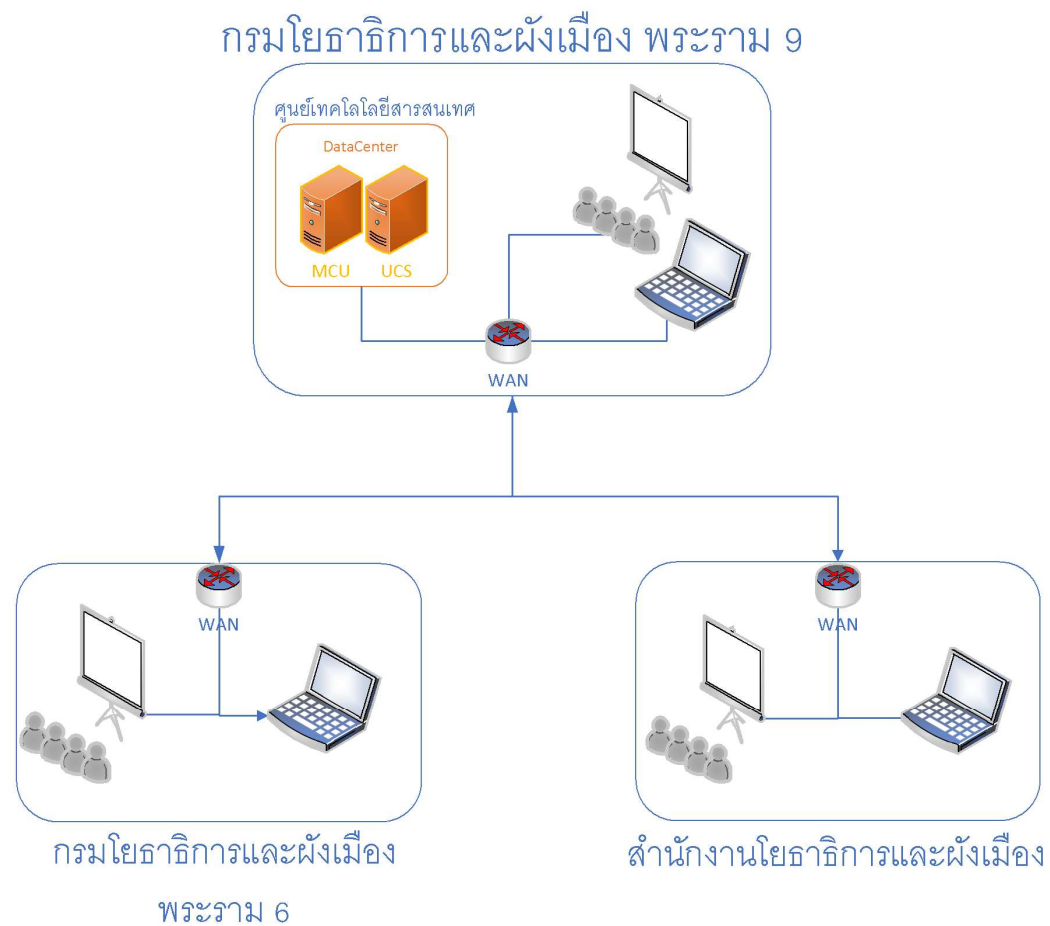 กรมโยธาธิการและผังเมือง พระราม 9
ศูนย์เทคโลโลยีสารสนเทศ
DataCenter
MCU UCS
WAN
WAN
WAN
กรมโยธาธิการและผังเมือง
พระราม 6
สำนักงานโยธาธิการและผังเมือง